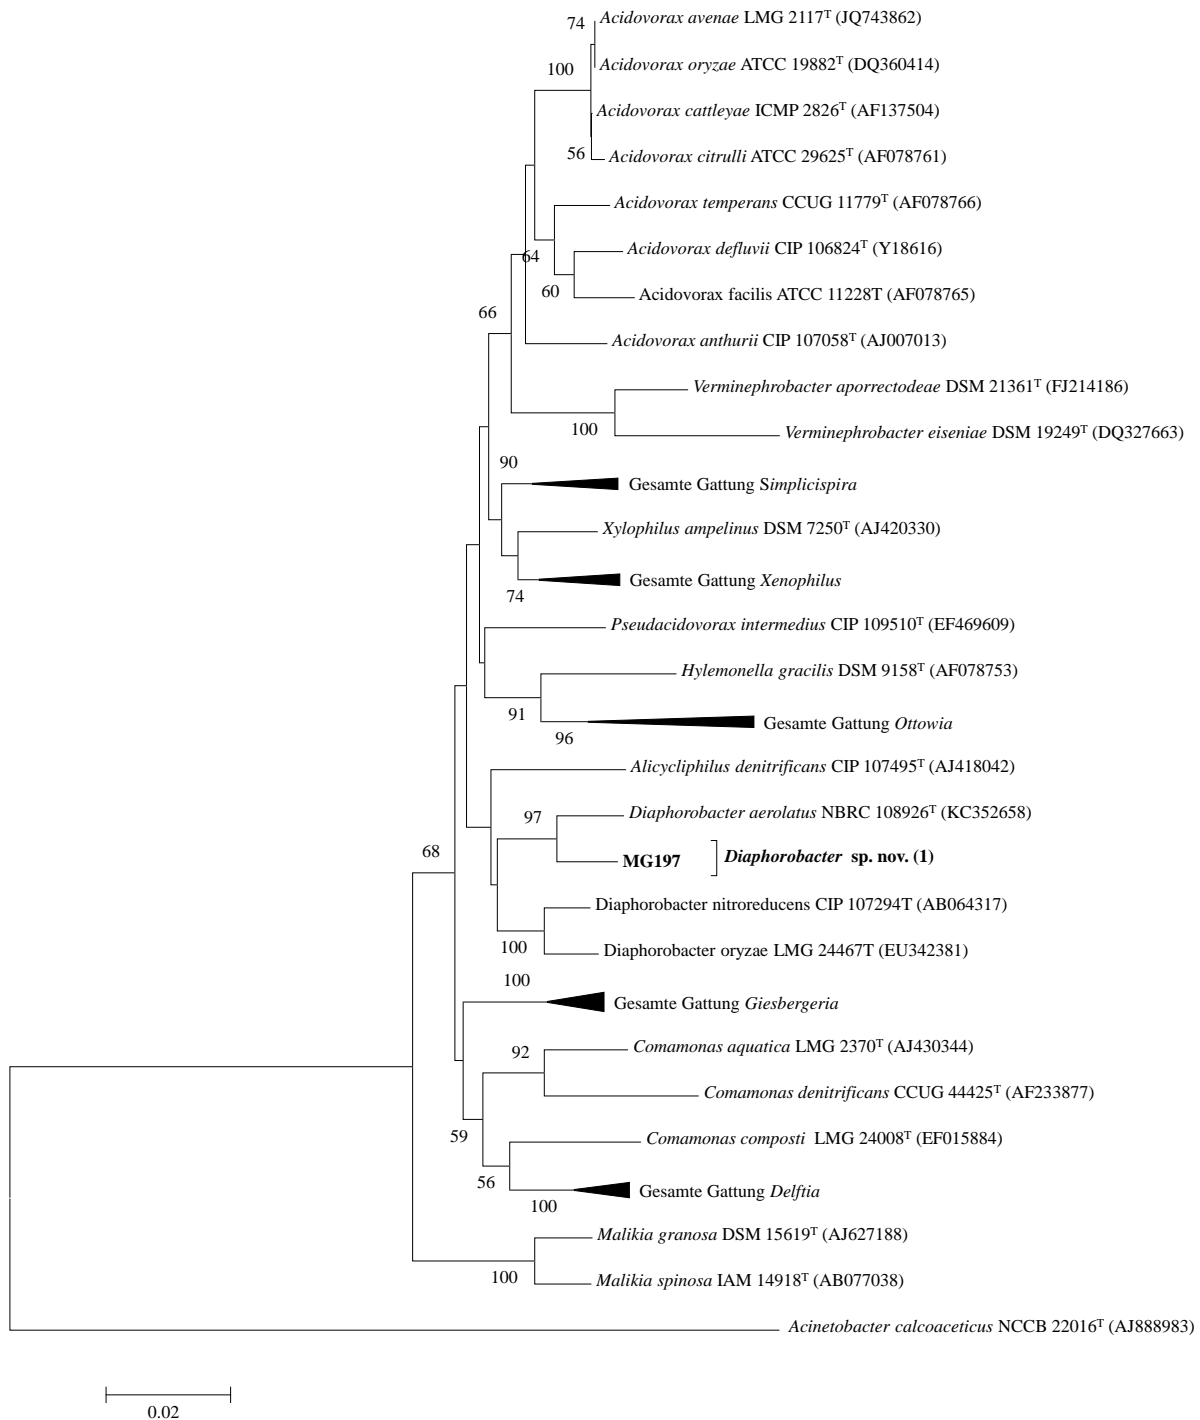 74
Acidovorax avenae LMG 2117ᵀ (JQ743862)
Acidovorax oryzae ATCC 19882ᵀ (DQ360414)
100
Acidovorax cattleyae ICMP 2826ᵀ (AF137504)
56
Acidovorax citrulli ATCC 29625ᵀ (AF078761)
Acidovorax temperans CCUG 11779ᵀ (AF078766)
Acidovorax defluvii CIP 106824ᵀ (Y18616)
64
60
Acidovorax facilis ATCC 11228T (AF078765)
66
Acidovorax anthurii CIP 107058ᵀ (AJ007013)
Verminephrobacter aporrectodeae DSM 21361ᵀ (FJ214186)
100
Verminephrobacter eiseniae DSM 19249ᵀ (DQ327663)
90
Gesamte Gattung Simplicispira
Xylophilus ampelinus DSM 7250ᵀ (AJ420330)
Gesamte Gattung Xenophilus
74
Pseudacidovorax intermedius CIP 109510ᵀ (EF469609)
Hylemonella gracilis DSM 9158ᵀ (AF078753)
91
Gesamte Gattung Ottowia
96
Alicycliphilus denitrificans CIP 107495ᵀ (AJ418042)
97
Diaphorobacter aerolatus NBRC 108926ᵀ (KC352658)
68
MG197 Diaphorobacter sp. nov. (1)
Diaphorobacter nitroreducens CIP 107294T (AB064317)
100
Diaphorobacter oryzae LMG 24467T (EU342381)
100
Gesamte Gattung Giesbergeria
92
Comamonas aquatica LMG 2370ᵀ (AJ430344)
Comamonas denitrificans CCUG 44425ᵀ (AF233877)
59
Comamonas composti LMG 24008ᵀ (EF015884)
56
Gesamte Gattung Delftia
100
Malikia granosa DSM 15619ᵀ (AJ627188)
100
Malikia spinosa IAM 14918ᵀ (AB077038)
Acinetobacter calcoaceticus NCCB 22016ᵀ (AJ888983)
0.02